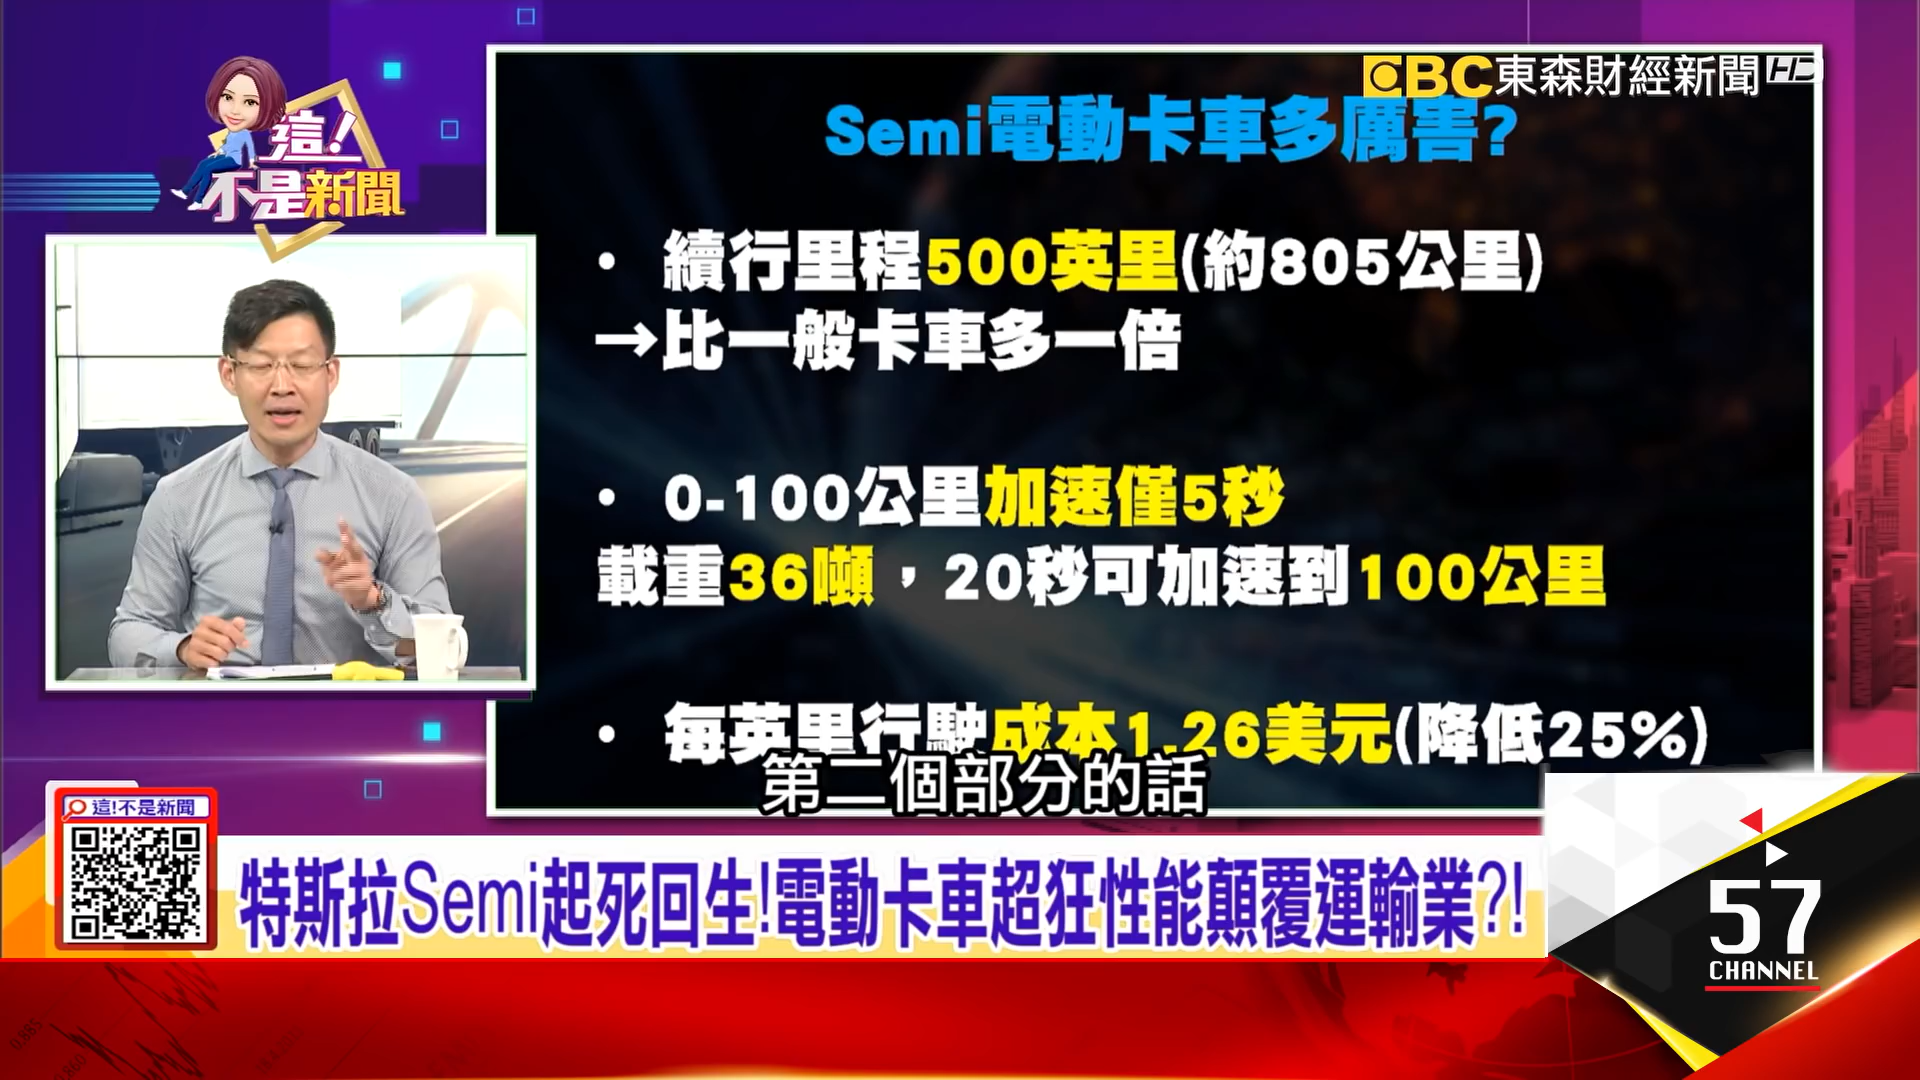 EBC東森財經新聞HD
這!
不是新聞
Semi電動卡車多厲害?
• 續行里程500英里(約805公里)
→比一般卡車多一倍
• 0-100公里加速僅5秒
載重36噸，20秒可加速到100公里
• 每英里行駛成本1.26美元(降低25%)
第二個部分的話
這!不是新聞
特斯拉Semi起死回生!電動卡車超狂性能顛覆運輸業?!
57
CHANNEL
0.885
0.860